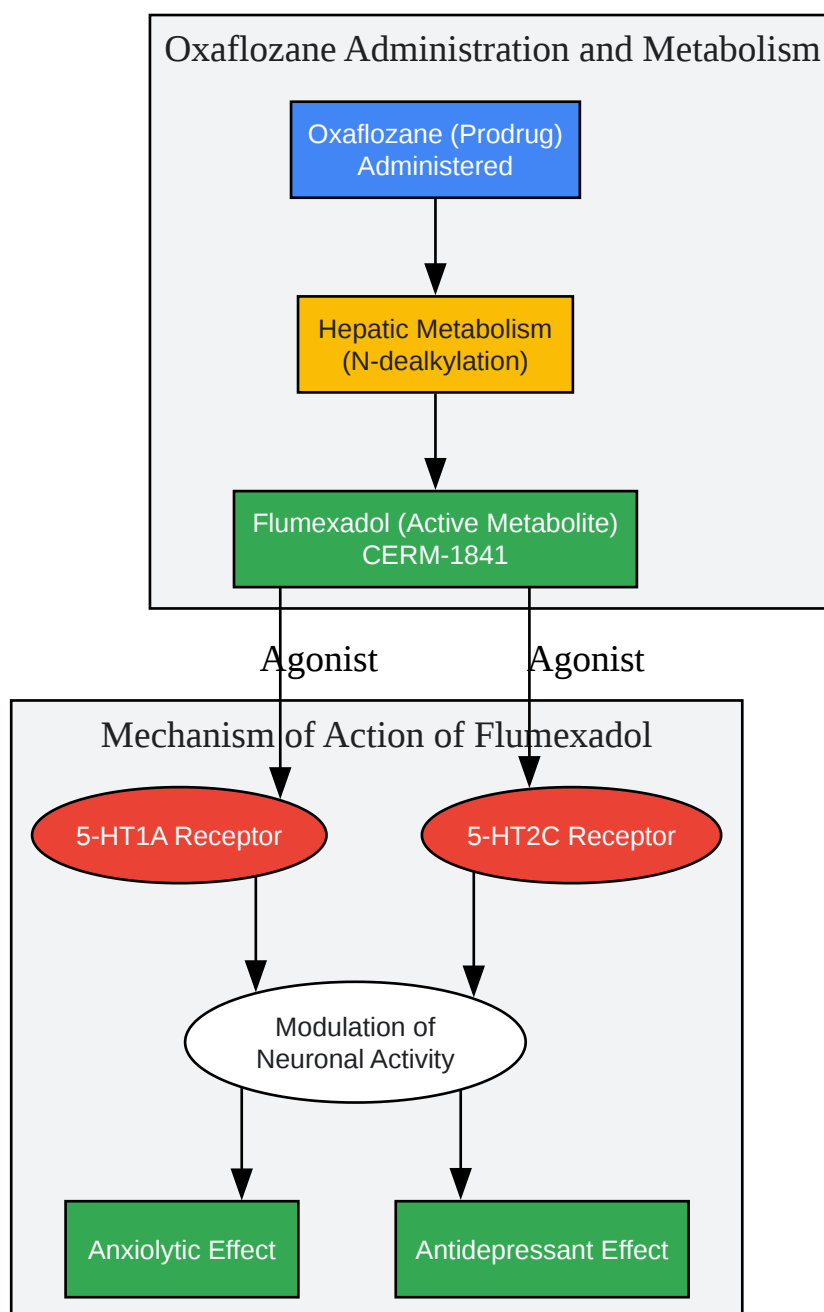 Oxaflozane Administration and Metabolism
Oxaflozane (Prodrug)
Administered
Hepatic Metabolism
(N-dealkylation)
Flumexadol (Active Metabolite)
CERM-1841
Agonist
Agonist
Mechanism of Action of Flumexadol
5-HT1A Receptor
5-HT2C Receptor
Modulation of
Neuronal Activity
Anxiolytic Effect
Antidepressant Effect